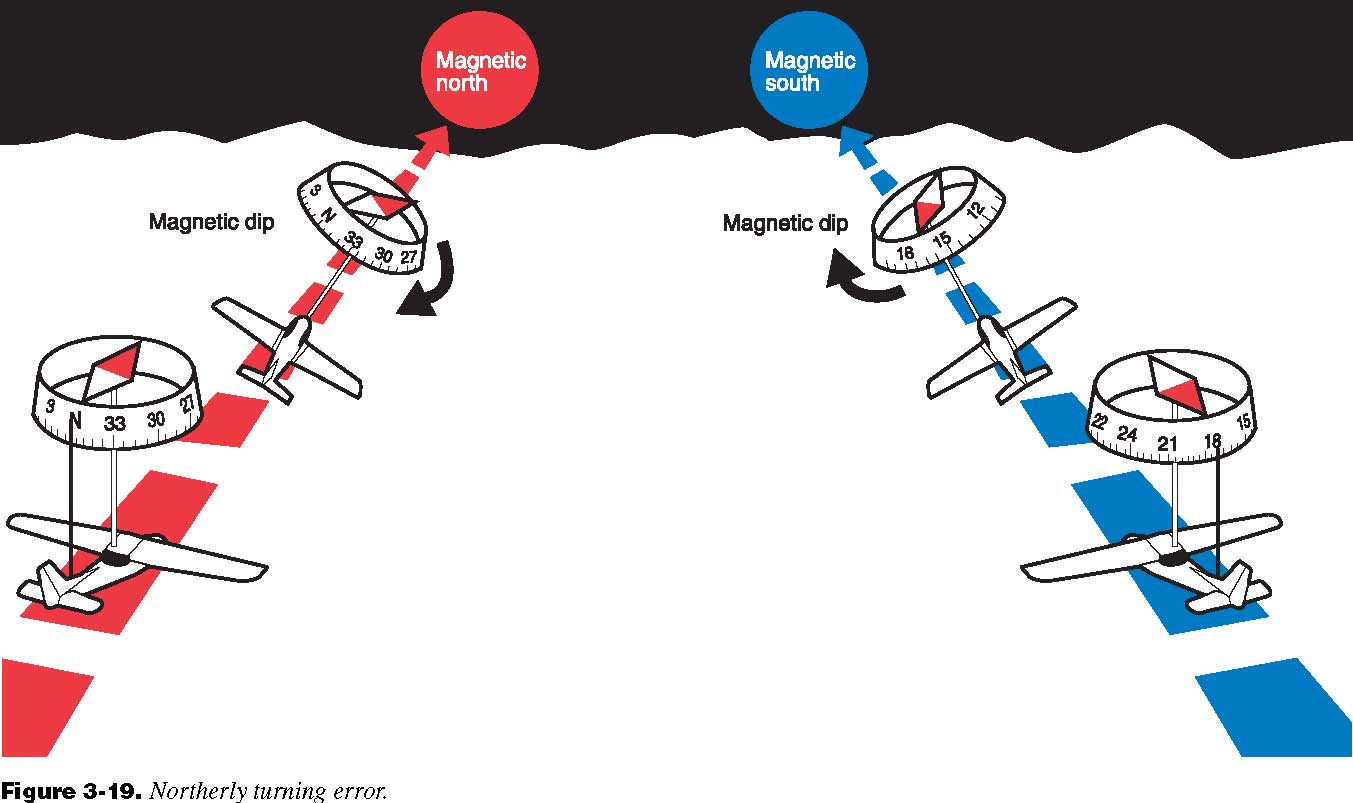 Magnetic
north
Magnetic
south
Magnetic dip
3 N 33 30 27
Magnetic dip
18 15 12
3 N 33 30 27
22 24 21 18 15
Figure 3-19. Northerly turning error.